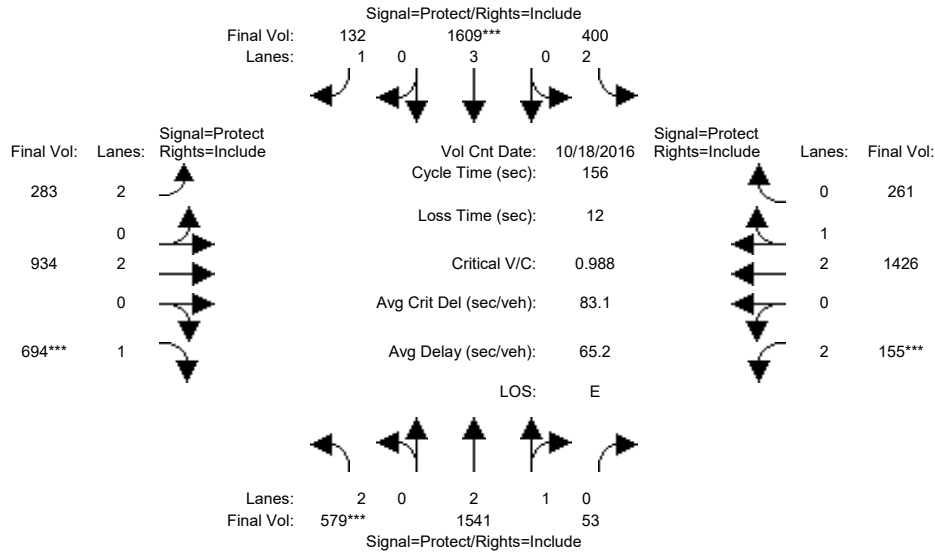 Signal=Protect/Rights=Include
Final Vol: 132 1609*** 400
Lanes: 1 0 3 0 2
Signal=Protect Signal=Protect
Final Vol: Lanes: Rights=Include Vol Cnt Date: 10/18/2016 Rights=Include Lanes: Final Vol:
Cycle Time (sec): 156
283 2 0 261
Loss Time (sec): 12
0 1
934 2 Critical V/C: 0.988 2 1426
0 Avg Crit Del (sec/veh): 83.1 0
694*** 1 Avg Delay (sec/veh): 65.2 2 155***
LOS: E
Lanes: 2 0 2 1 0
Final Vol: 579*** 1541 53
Signal=Protect/Rights=Include